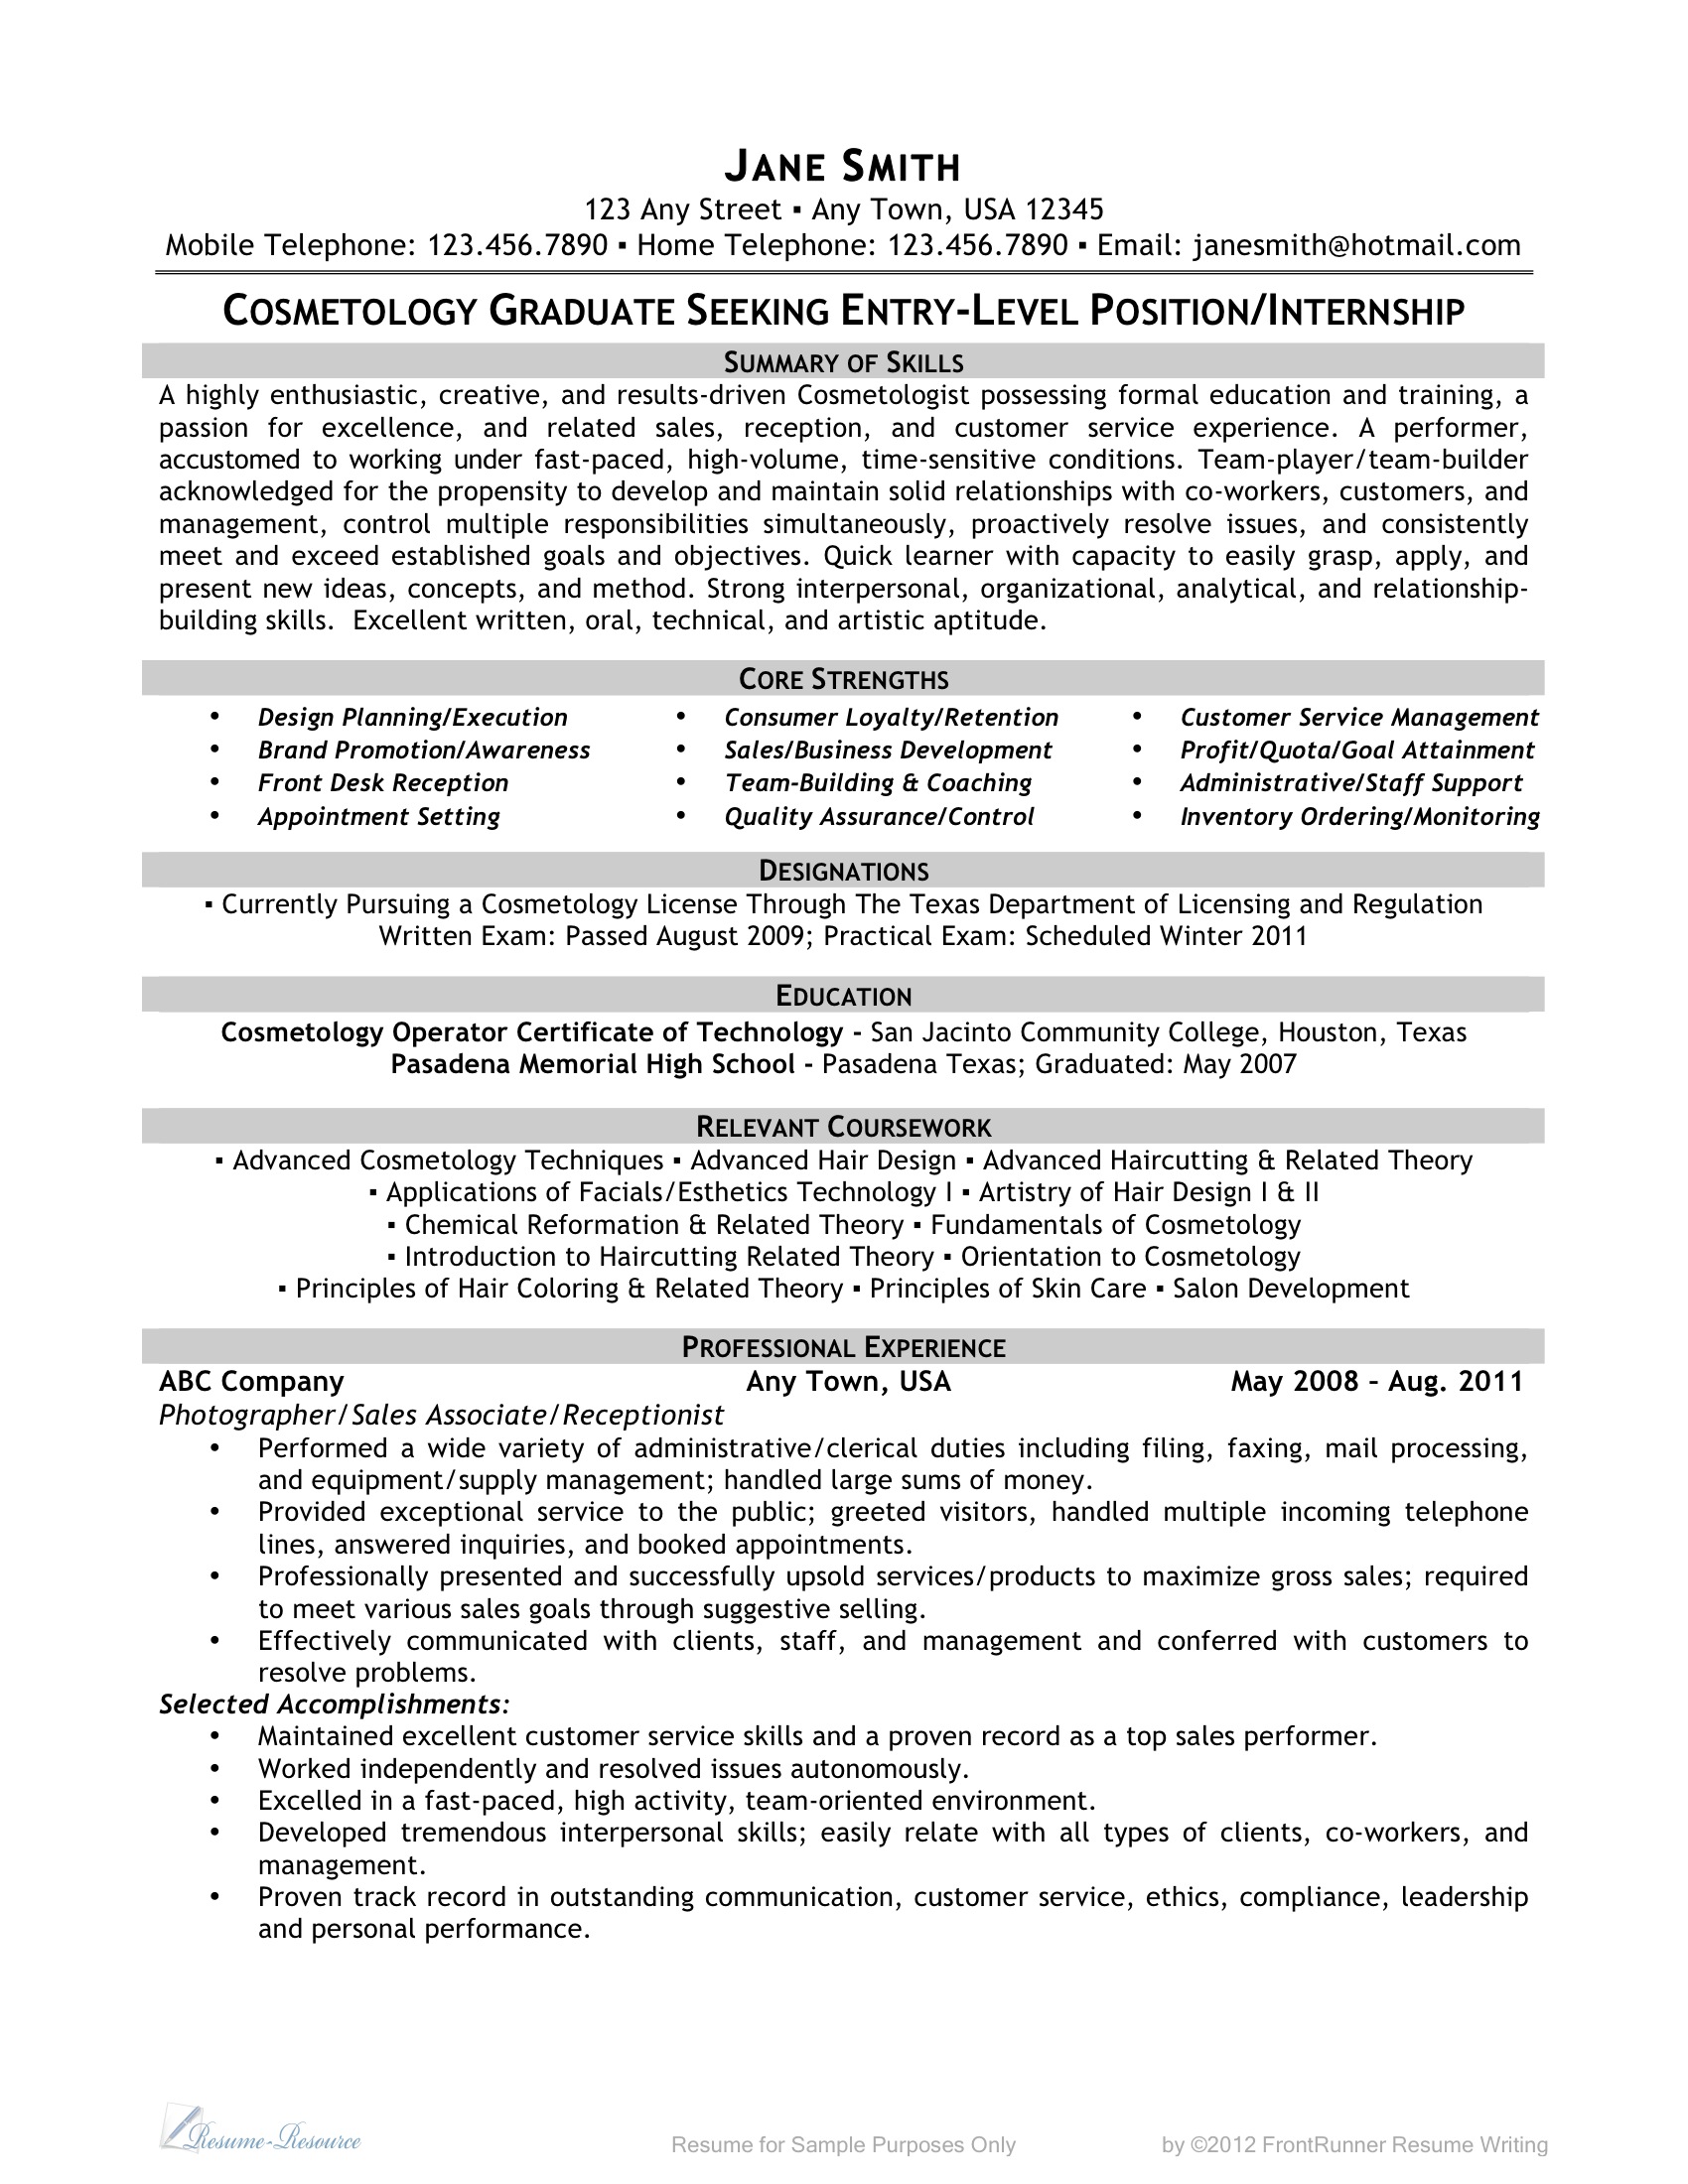 JANE SMITH
123 Any Street ▪ Any Town, USA 12345
Mobile Telephone: 123.456.7890 ▪ Home Telephone: 123.456.7890 ▪ Email: janesmith@hotmail.com
COSMETOLOGY GRADUATE SEEKING ENTRY-LEVEL POSITION/INTERNSHIP
SUMMARY OF SKILLS
A highly enthusiastic, creative, and results-driven Cosmetologist possessing formal education and training, a
passion for excellence, and related sales, reception, and customer service experience. A performer,
accustomed to working under fast-paced, high-volume, time-sensitive conditions. Team-player/team-builder
acknowledged for the propensity to develop and maintain solid relationships with co-workers, customers, and
management, control multiple responsibilities simultaneously, proactively resolve issues, and consistently
meet and exceed established goals and objectives. Quick learner with capacity to easily grasp, apply, and
present new ideas, concepts, and method. Strong interpersonal, organizational, analytical, and relationship-
building skills.  Excellent written, oral, technical, and artistic aptitude.
CORE STRENGTHS
• Design Planning/Execution • Consumer Loyalty/Retention • Customer Service Management
• Brand Promotion/Awareness • Sales/Business Development • Profit/Quota/Goal Attainment
• Front Desk Reception • Team-Building & Coaching • Administrative/Staff Support
• Appointment Setting • Quality Assurance/Control • Inventory Ordering/Monitoring
DESIGNATIONS
▪ Currently Pursuing a Cosmetology License Through The Texas Department of Licensing and Regulation
Written Exam: Passed August 2009; Practical Exam: Scheduled Winter 2011
EDUCATION
Cosmetology Operator Certificate of Technology - San Jacinto Community College, Houston, Texas
Pasadena Memorial High School - Pasadena Texas; Graduated: May 2007
RELEVANT COURSEWORK
▪ Advanced Cosmetology Techniques ▪ Advanced Hair Design ▪ Advanced Haircutting & Related Theory
▪ Applications of Facials/Esthetics Technology I ▪ Artistry of Hair Design I & II
▪ Chemical Reformation & Related Theory ▪ Fundamentals of Cosmetology
▪ Introduction to Haircutting Related Theory ▪ Orientation to Cosmetology
▪ Principles of Hair Coloring & Related Theory ▪ Principles of Skin Care ▪ Salon Development
PROFESSIONAL EXPERIENCE
ABC Company Any Town, USA May 2008 – Aug. 2011
Photographer/Sales Associate/Receptionist
• Performed a wide variety of administrative/clerical duties including filing, faxing, mail processing,
and equipment/supply management; handled large sums of money.
• Provided exceptional service to the public; greeted visitors, handled multiple incoming telephone
lines, answered inquiries, and booked appointments.
• Professionally presented and successfully upsold services/products to maximize gross sales; required
to meet various sales goals through suggestive selling.
• Effectively communicated with clients, staff, and management and conferred with customers to
resolve problems.
Selected Accomplishments:
• Maintained excellent customer service skills and a proven record as a top sales performer.
• Worked independently and resolved issues autonomously.
• Excelled in a fast-paced, high activity, team-oriented environment.
• Developed tremendous interpersonal skills; easily relate with all types of clients, co-workers, and
management.
• Proven track record in outstanding communication, customer service, ethics, compliance, leadership
and personal performance.
Resume-Resource Resume for Sample Purposes Only by ©2012 FrontRunner Resume Writing